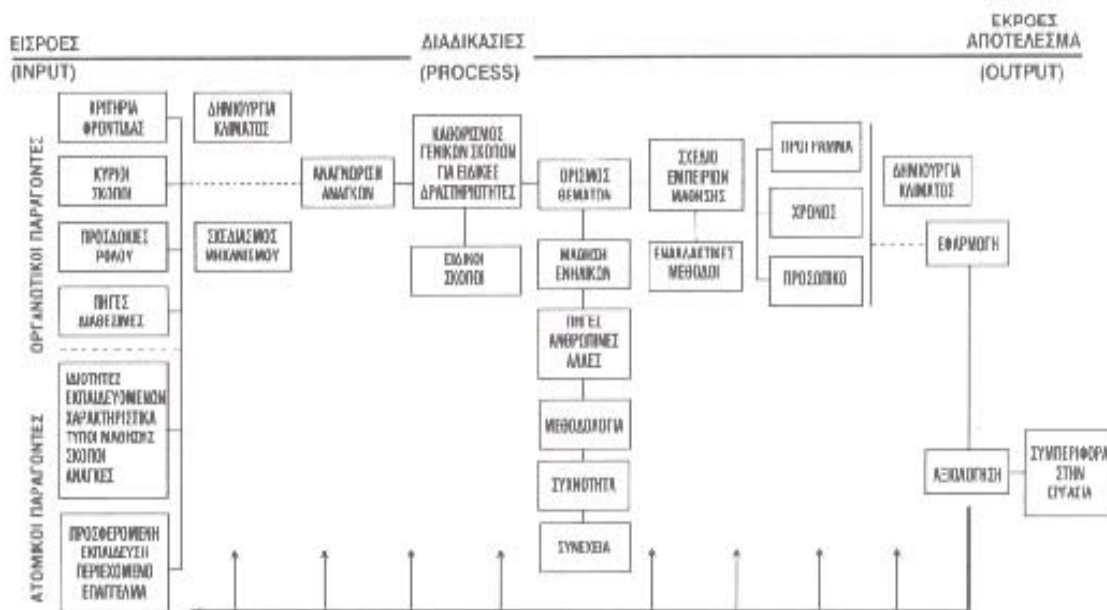 ΕΙΣΡΟΕΣ
(INPUT)
ΔΙΑΔΙΚΑΣΙΕΣ
(PROCESS)
ΕΚΡΟΕΣ
ΑΠΟΤΕΛΕΣΜΑ
(OUTPUT)
ΟΡΓΑΝΩΤΙΚΟΙ ΠΑΡΑΓΟΝΤΕΣ
ΚΡΙΤΗΡΙΑ
ΦΡΟΝΤΙΔΑΣ
ΚΥΡΙΟΙ
ΣΚΟΠΟΙ
ΠΡΟΣΔΟΚΙΕΣ
ΡΟΛΟΥ
ΠΗΓΕΣ
ΔΙΑΘΕΣΙΜΕΣ
ΑΤΟΜΙΚΟΙ ΠΑΡΑΓΟΝΤΕΣ
ΙΔΙΟΤΗΤΕΣ
ΕΚΠΑΙΔΕΥΟΜΕΝΩΝ
ΧΑΡΑΚΤΗΡΙΣΤΙΚΑ
ΤΥΠΟΙ ΜΑΘΗΣΗΣ
ΣΚΟΠΟΙ
ΑΝΑΓΚΕΣ
ΠΡΟΣΦΕΡΟΜΕΝΗ
ΕΚΠΑΙΔΕΥΣΗ
ΠΕΡΙΕΧΟΜΕΝΟ
ΕΠΑΓΓΕΛΜΑ
ΔΗΜΙΟΥΡΓΙΑ
ΚΛΙΜΑΤΟΣ
ΣΧΕΔΙΑΣΜΟΣ
ΜΗΧΑΝΙΣΜΟΥ
ΑΝΑΓΝΩΡΙΣΗ
ΑΝΑΓΚΩΝ
ΚΑΘΟΡΙΣΜΟΣ
ΓΕΝΙΚΩΝ ΣΚΟΠΩΝ
ΓΙΑ ΕΙΔΙΚΕΣ
ΔΡΑΣΤΗΡΙΟΤΗΤΕΣ
ΕΙΔΙΚΟΙ
ΣΚΟΠΟΙ
ΟΡΙΣΜΟΣ
ΘΕΜΑΤΩΝ
ΜΑΘΗΣΗ
ΕΝΗΛΙΚΩΝ
ΠΗΓΕΣ
ΑΝΘΡΩΠΙΝΕΣ
ΑΛΛΕΣ
ΜΕΘΟΔΟΛΟΓΙΑ
ΣΥΧΝΟΤΗΤΑ
ΣΥΝΕΧΕΙΑ
ΣΧΕΔΙΟ
ΕΜΠΕΙΡΙΩΝ
ΜΑΘΗΣΗΣ
ΕΝΑΛΛΑΚΤΙΚΕΣ
ΜΕΘΟΔΟΙ
ΠΡΟΓΡΑΜΜΑ
ΧΡΟΝΟΣ
ΠΡΟΣΩΠΙΚΟ
ΔΗΜΙΟΥΡΓΙΑ
ΚΛΙΜΑΤΟΣ
ΕΦΑΡΜΟΓΗ
ΑΞΙΟΛΟΓΗΣΗ
ΣΥΜΠΕΡΙΦΟΡΑ
ΣΤΗΝ
ΕΡΓΑΣΙΑ